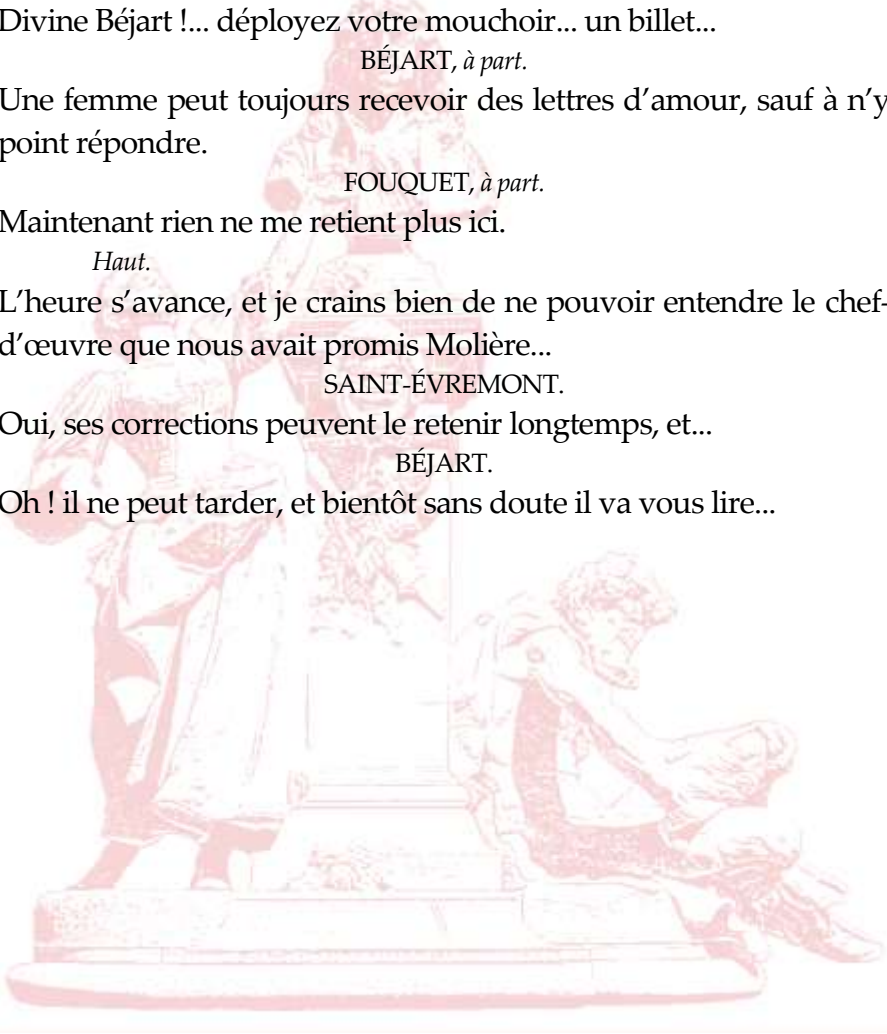 Divine Béjart !... déployez votre mouchoir... un billet...
BÉJART, à part.
Une femme peut toujours recevoir des lettres d’amour, sauf à n’y
point répondre.
FOUQUET, à part.
Maintenant rien ne me retient plus ici.
Haut.
L’heure s’avance, et je crains bien de ne pouvoir entendre le chef-
d’œuvre que nous avait promis Molière...
SAINT-ÉVREMONT.
Oui, ses corrections peuvent le retenir longtemps, et...
BÉJART.
Oh ! il ne peut tarder, et bientôt sans doute il va vous lire...